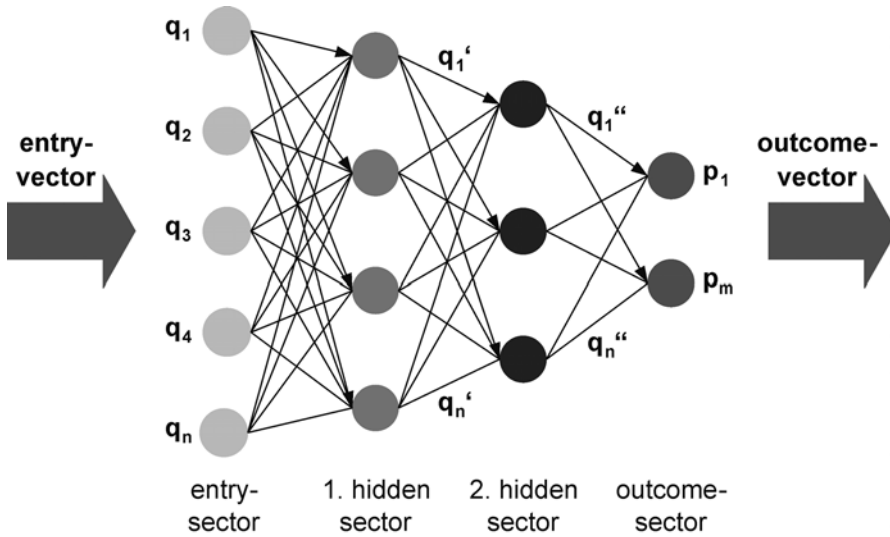 q1
q1‘
q2
q1“
entry-
vector
outcome-
vector
p1
q3
pm
q4
qn“
qn‘
qn
entry-
sector
1. hidden
sector
2. hidden
sector
outcome-
sector